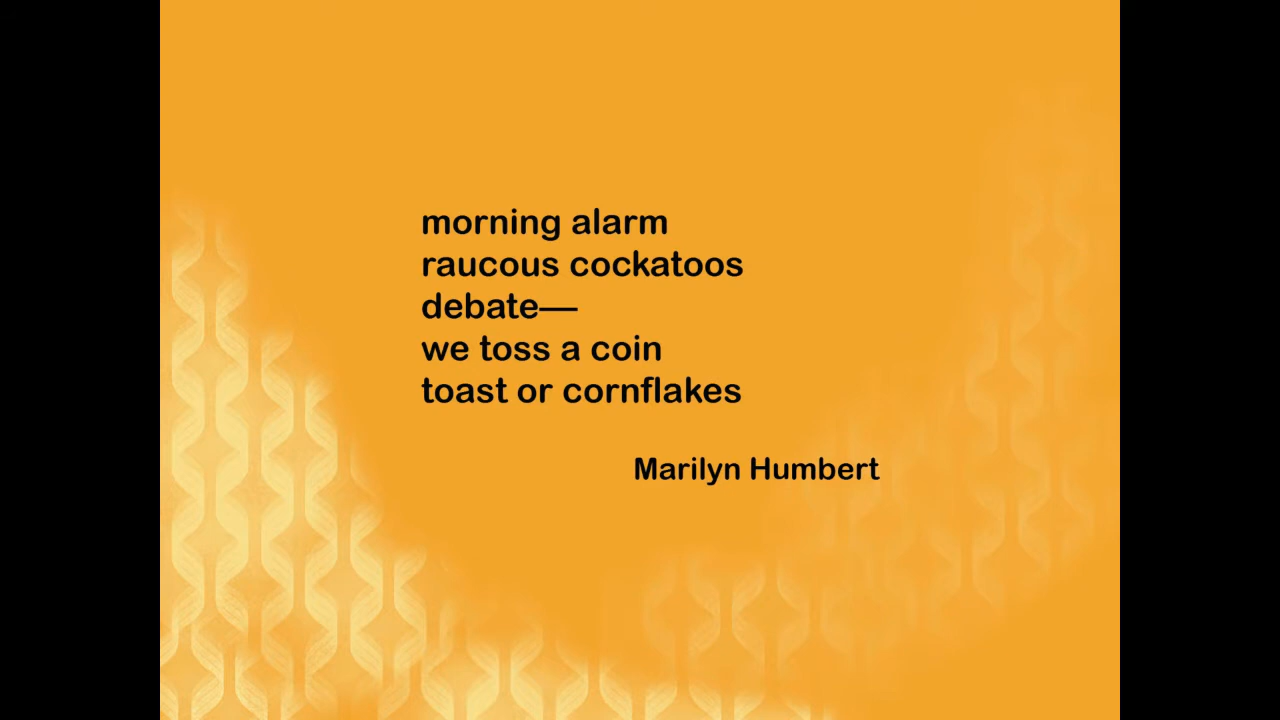 morning alarm
raucous cockatoos
debate—
we toss a coin
toast or cornflakes
Marilyn Humbert